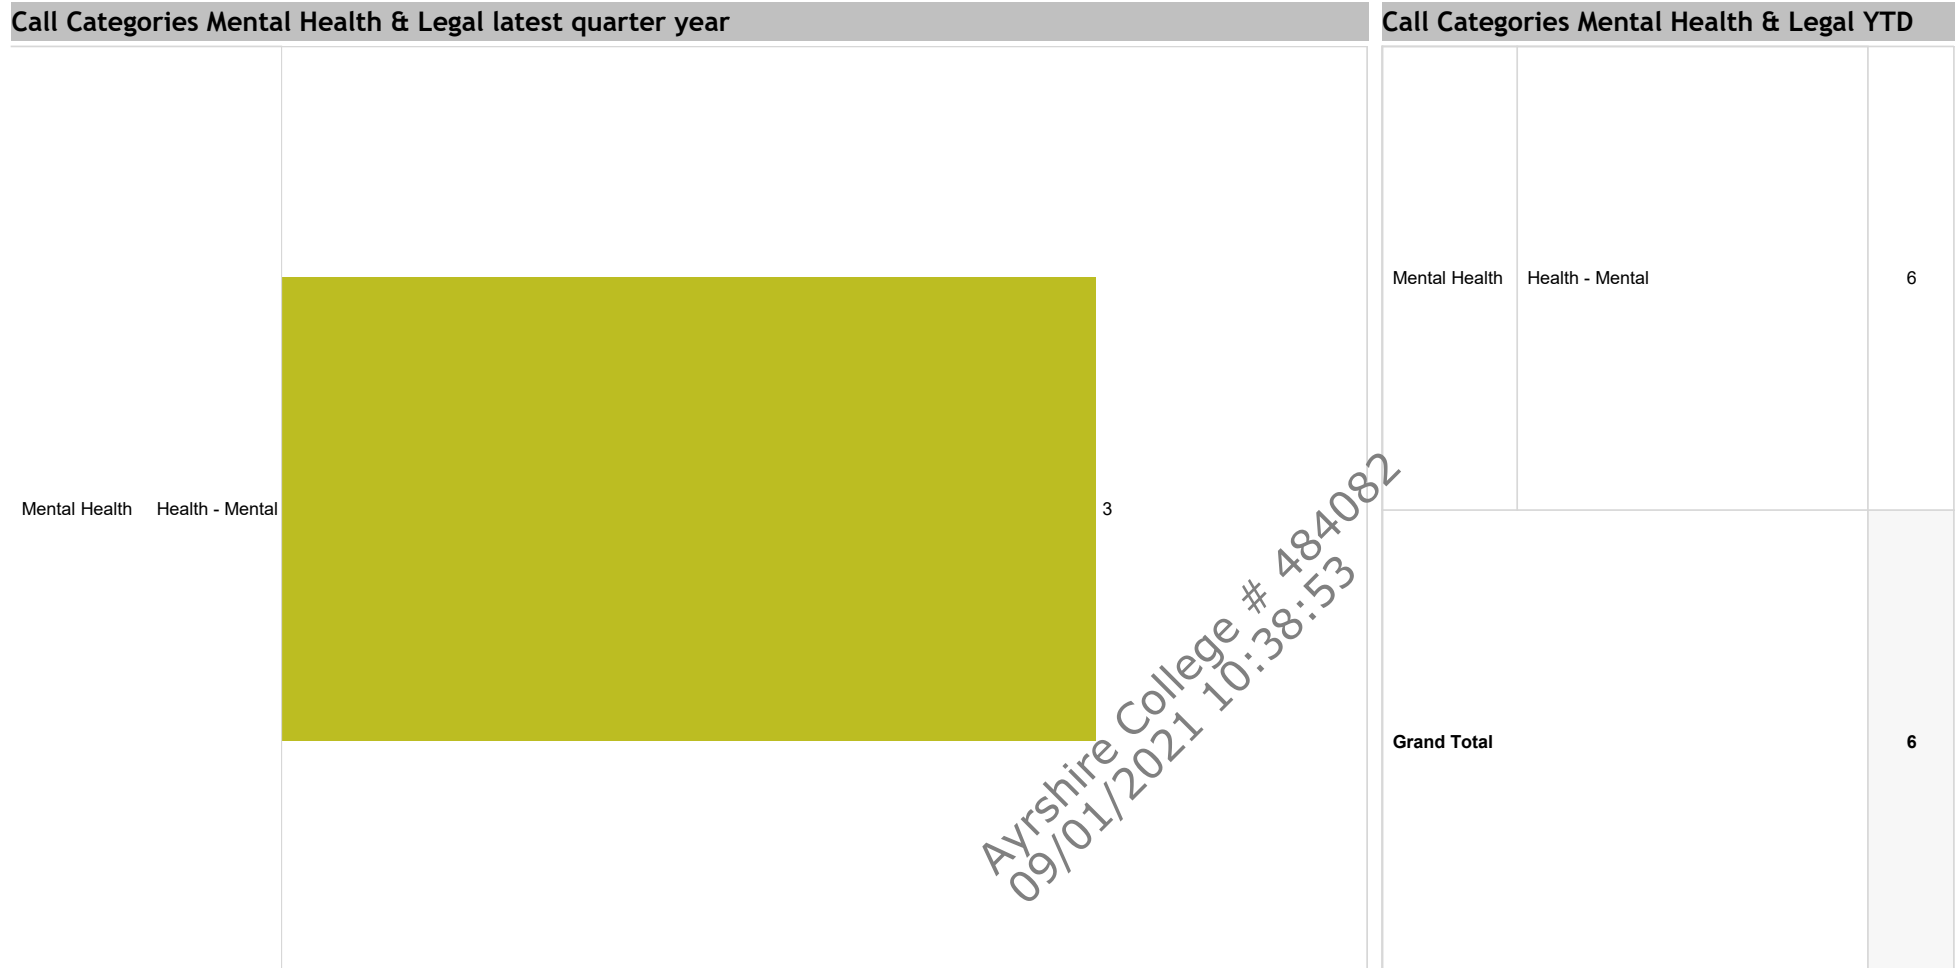 Call Categories Mental Health & Legal latest quarter year
Mental Health Health - Mental 3
Call Categories Mental Health & Legal YTD
Mental Health Health - Mental 6
Grand Total 6
Ayrshire College # 484082
09/01/2021 10:38:53